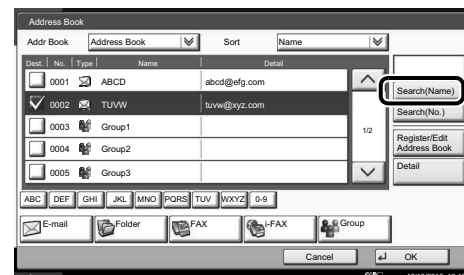 Address Book
Addr Book Address Book Sort Name
Dest. No. Type Name Detail
0001 ABCD abcd@efg.com
0002 TUVW tuvw@xyz.com
0003 Group1
0004 Group2
0005 Group3
1/2
Search(Name)
Search(No.)
Register/Edit
Address Book
Detail
ABC DEF GHI JKL MNO PQRS TUV WXYZ 0-9
E-mail Folder FAX i-FAX Group
Cancel OK